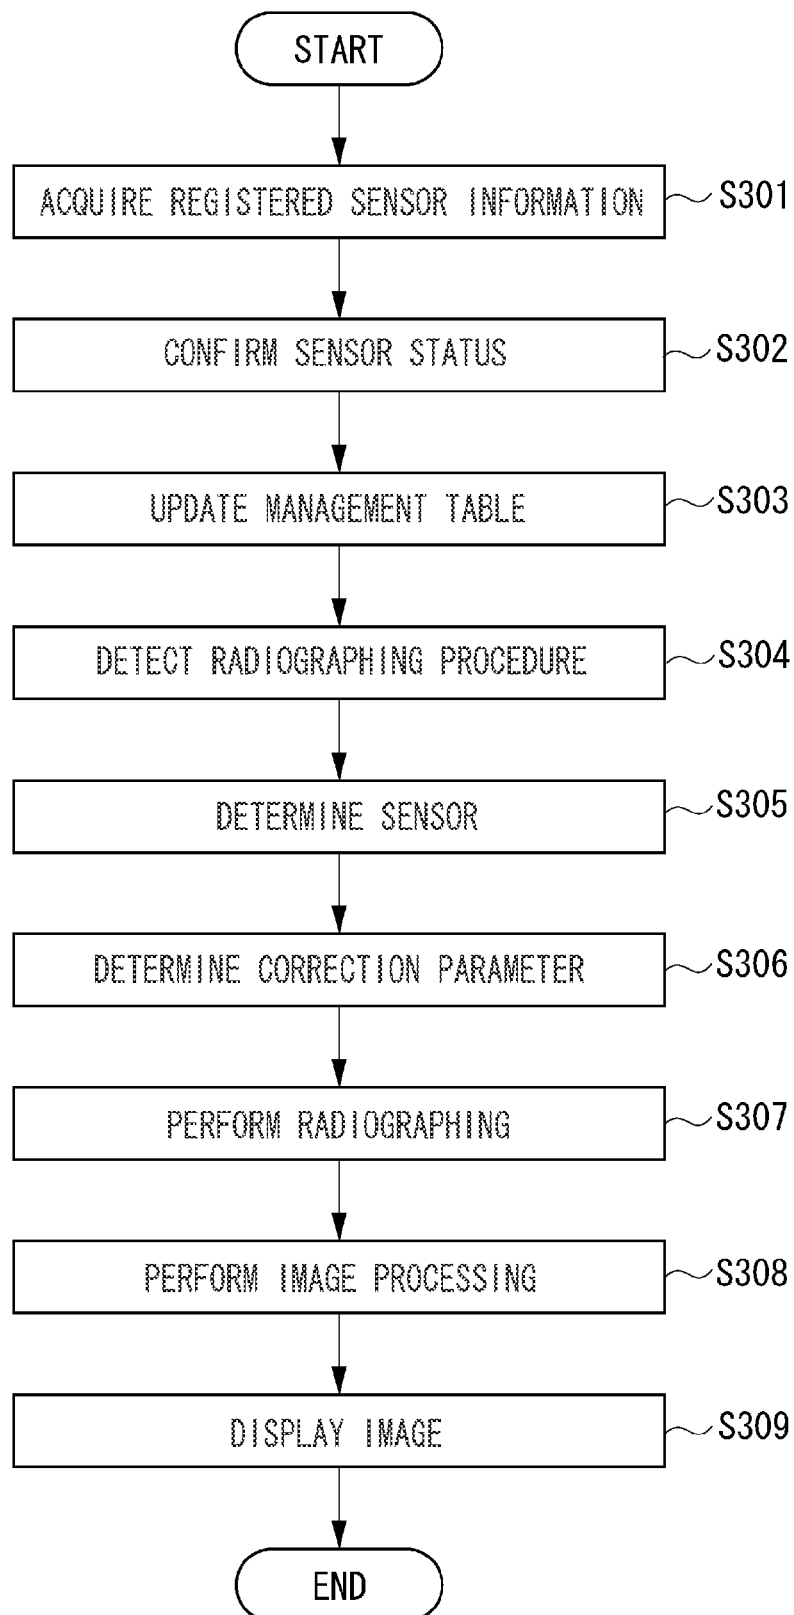 START
ACQUIRE REGISTERED SENSOR INFORMATION
S301
CONFIRM SENSOR STATUS
S302
UPDATE MANAGEMENT TABLE
S303
DETECT RADIOGRAPHING PROCEDURE
S304
DETERMINE SENSOR
S305
DETERMINE CORRECTION PARAMETER
S306
PERFORM RADIOGRAPHING
S307
PERFORM IMAGE PROCESSING
S308
DISPLAY IMAGE
S309
END